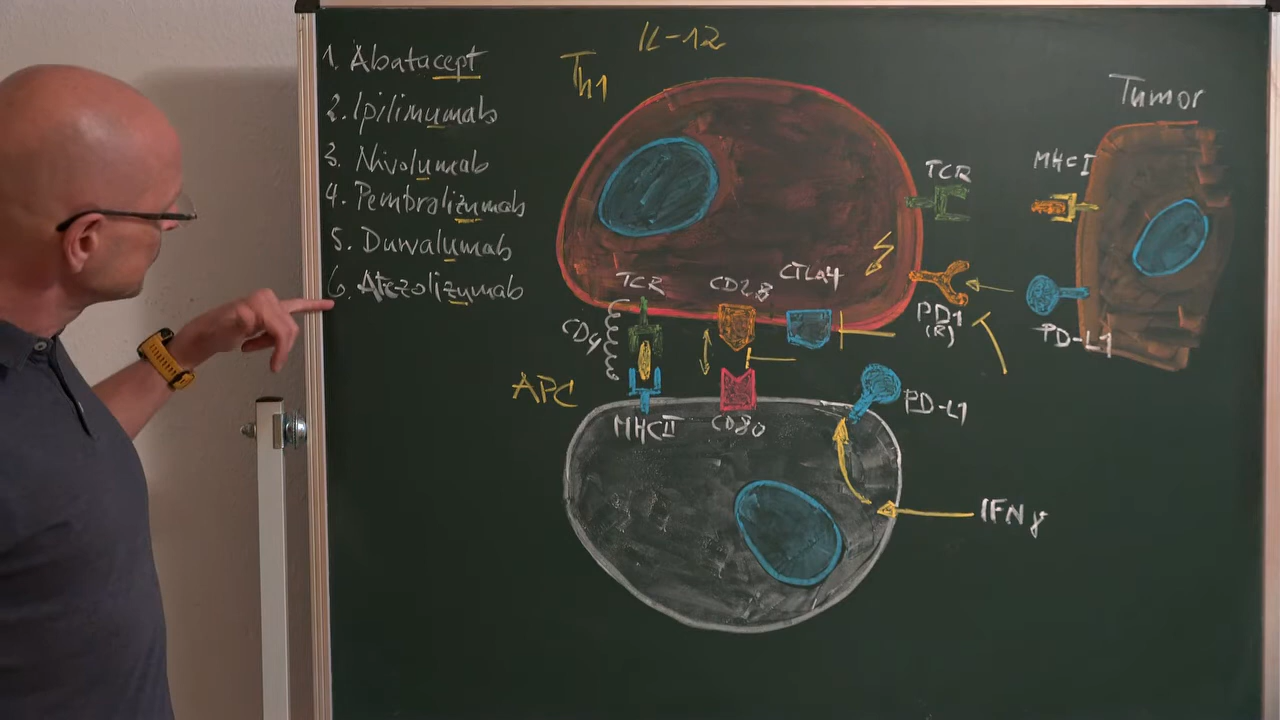 1. Abatacept
2. Ipilimumab
3. Nivolumab
4. Pembrolizumab
5. Durvalumab
6. Atezolizumab
IL-12
Th1
Tumor
MHC I
TCR
PD1
(R)
PD-L1
TCR
CD28
CTLA4
CD4
APC
MHC II
CD80
PD-L1
IFN γ